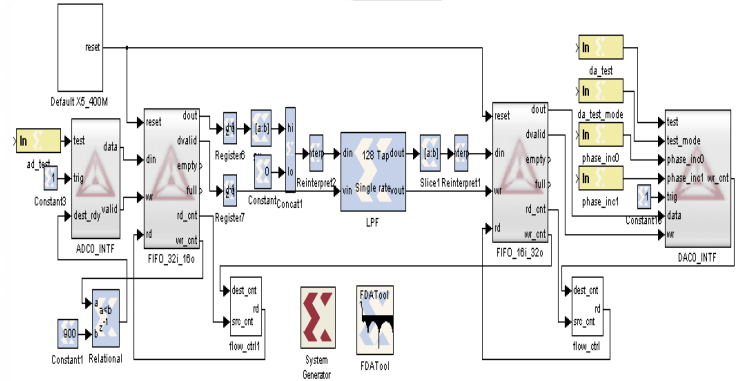 reset
Default X5_400M
In
ad_test
1
Constant3
test
trig
dest_rdy
data
valid
ADC0_INTF
reset
din
wr
rd
dout
dvalid
empty
full
rd_cnt
wr_cnt
FIFO_32i_16o
900
Constant1
a
b
a<b
z-1
Relational
Register6
Register7
[a:b]
0
Constant
hi
lo
Concat1
Reinterpret2
din
vin
128 Tap
Single rate
dout
vout
LPF
[a:b]
Slice1
Reinterpret1
dest_cnt
src_cnt
rd
flow_ctrl1
System
Generator
FDATool
FDATool
reset
din
wr
rd
dout
dvalid
empty
full
rd_cnt
wr_cnt
FIFO_16i_32o
In
da_test
In
da_test_mode
In
phase_inc0
In
phase_inc1
1
test
test_mode
phase_inc0
phase_inc1
trig
data
wr
wr_cnt
DAC0_INTF
dest_cnt
src_cnt
rd
flow_ctrl